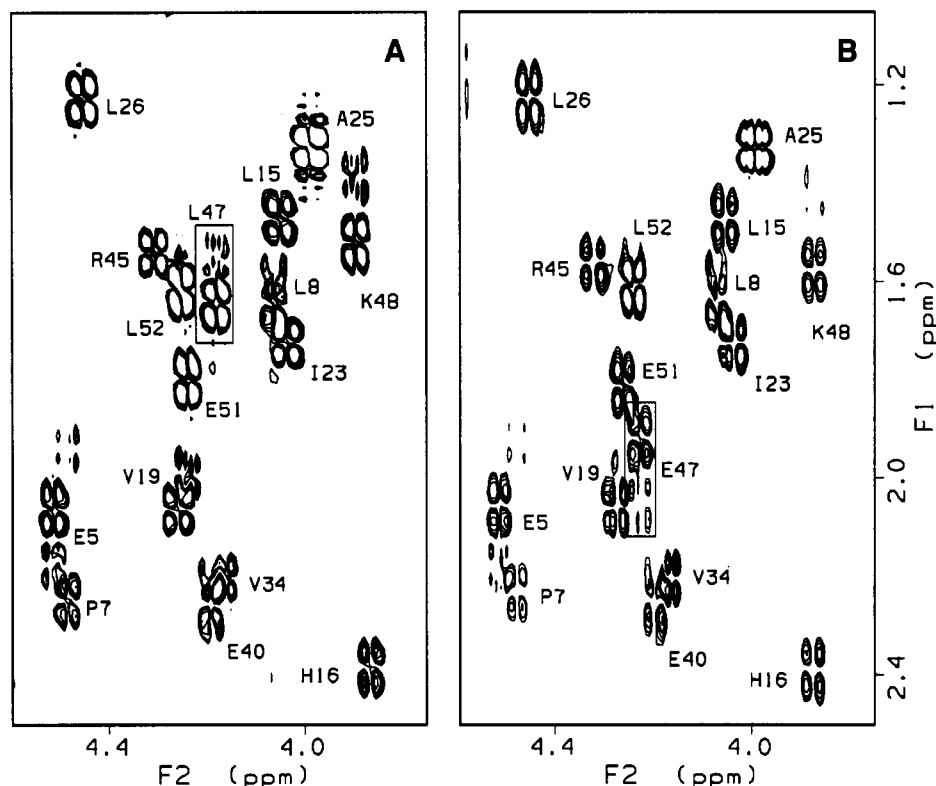 A
L26
A25
L15
L47
R45
L8
L52
K48
I23
E51
V19
E5
V34
P7
E40
H16
4.4
4.0
F2 (ppm)
B
1.2
L26
A25
L15
L52
R45
L8
1.6
K48
I23
E51
F1 (ppm)
V19
E47
2.0
E5
V34
P7
E40
H16
2.4
4.4
4.0
F2 (ppm)